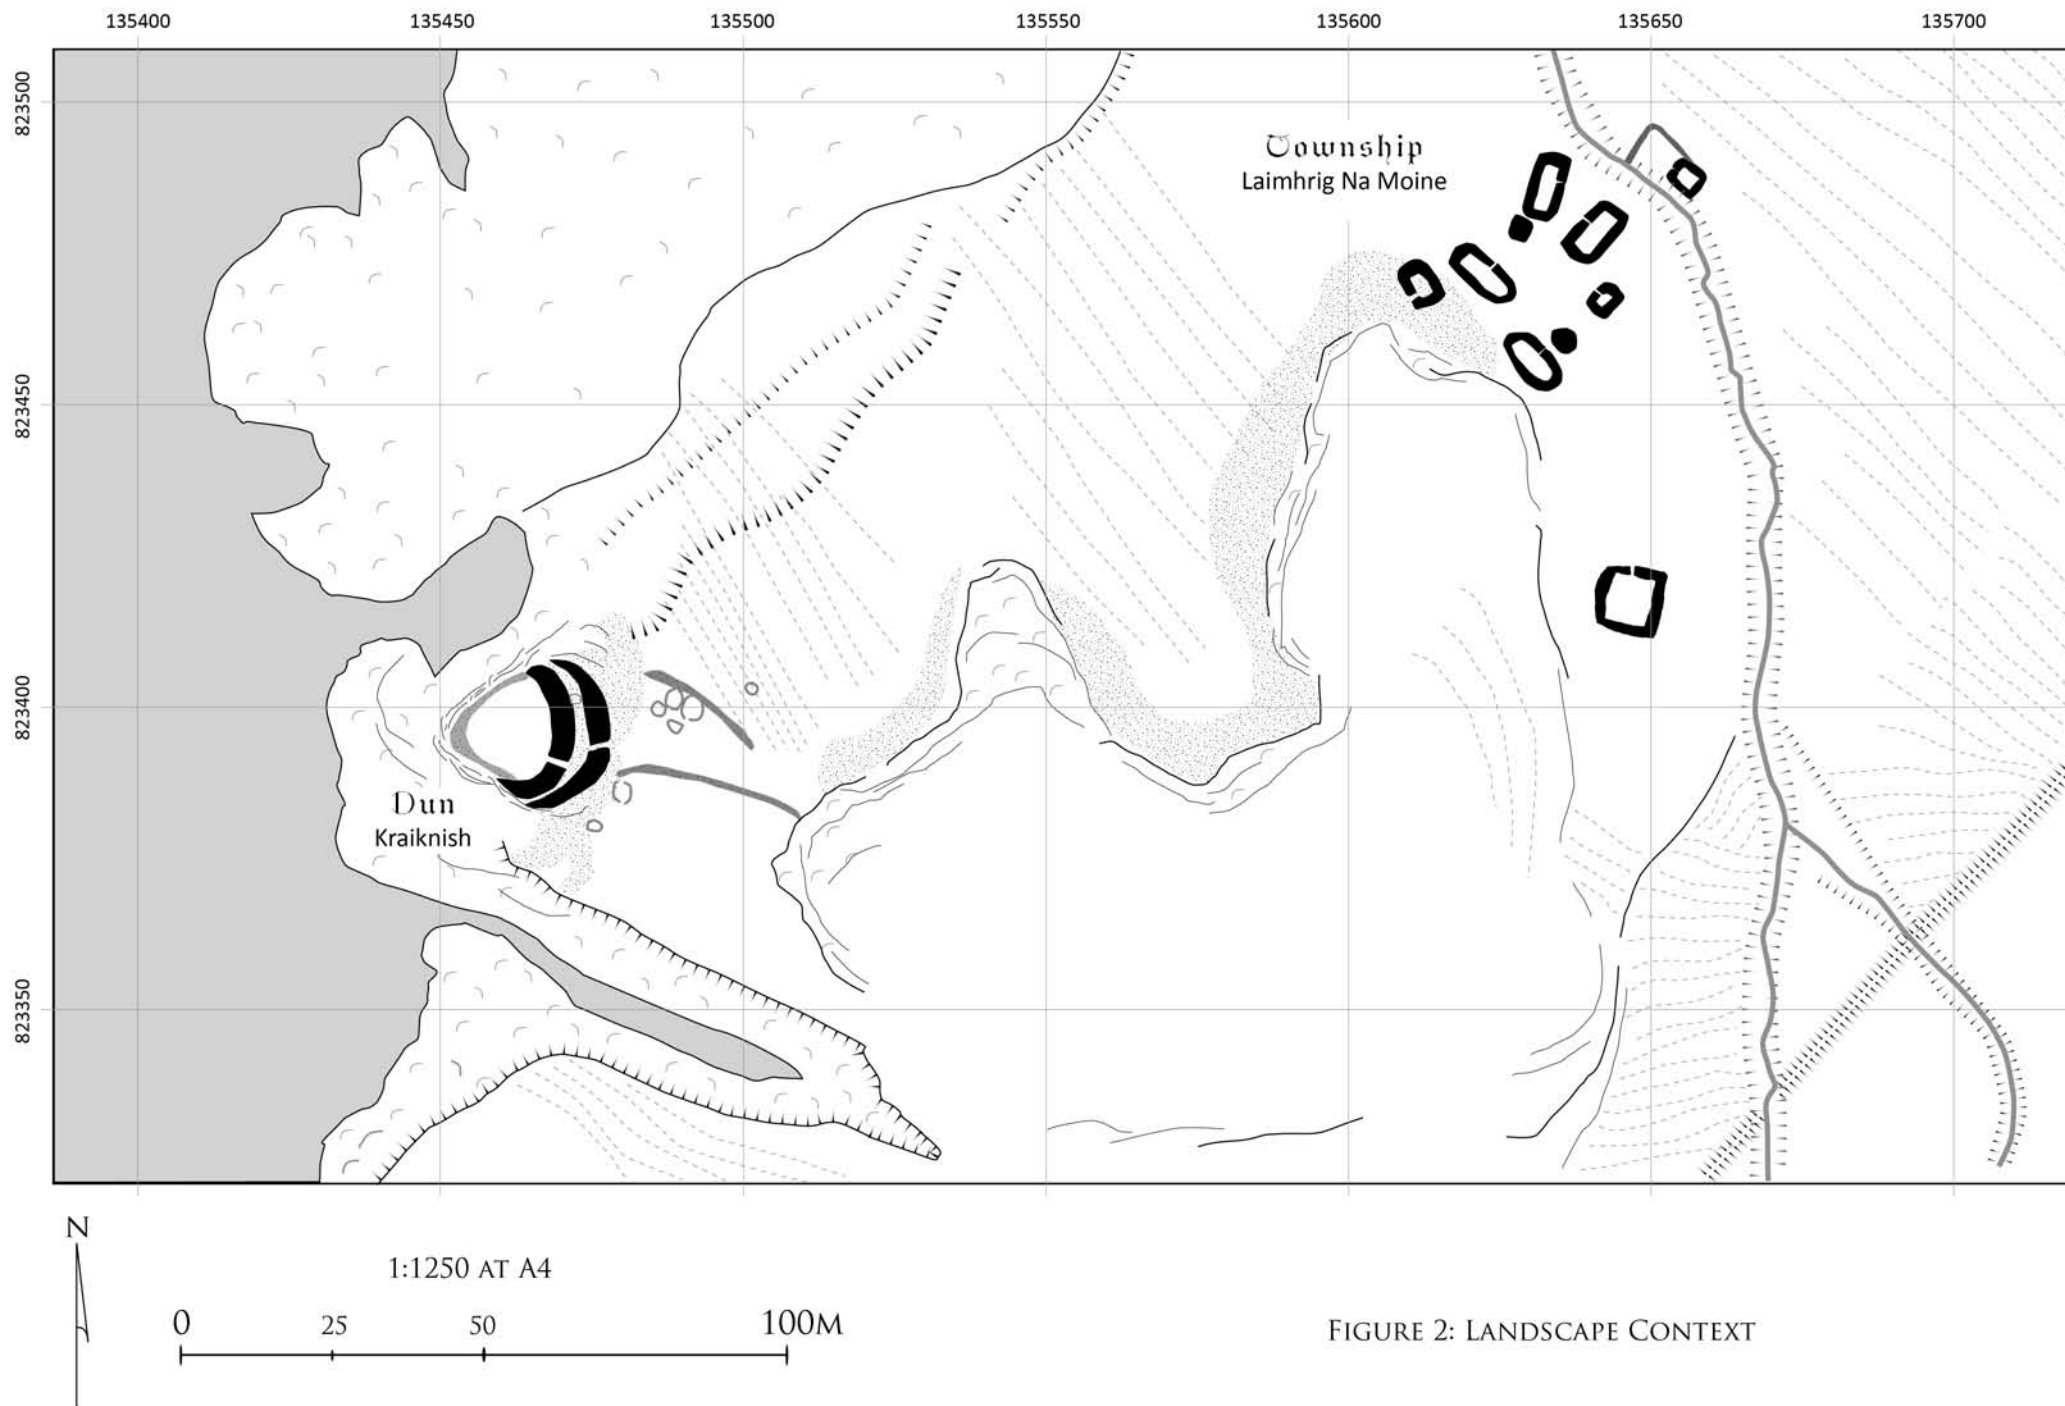 135400 135450 135500 135550 135600 135650 135700
823500
823450
823400
823350
Township
Laimhrig Na Moine
Dun
Kraiknish
N
1:1250 AT A4
0 25 50 100M
FIGURE 2: LANDSCAPE CONTEXT